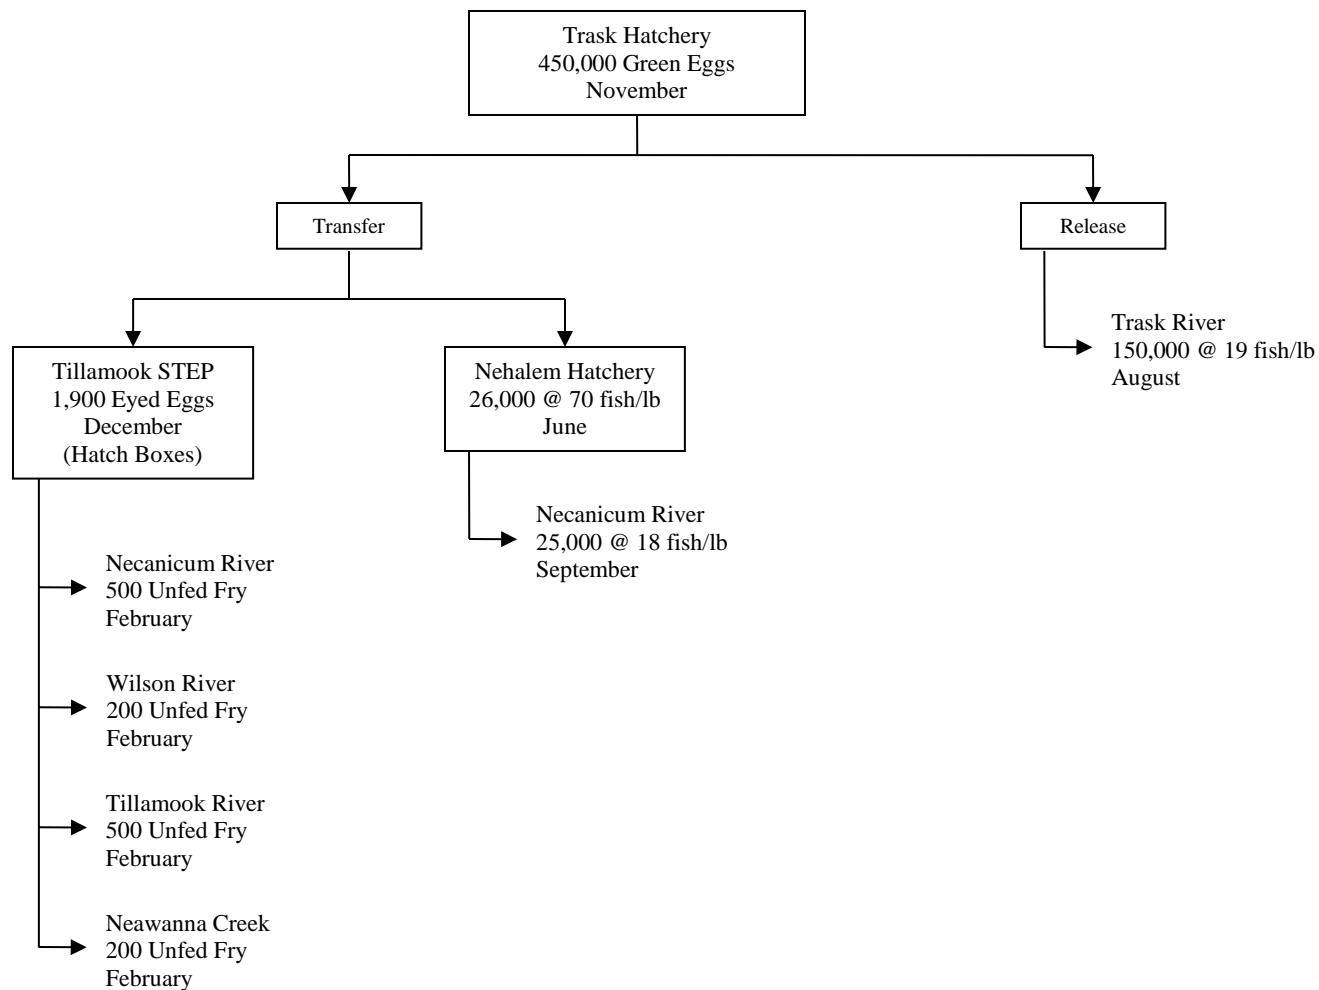 Trask Hatchery
450,000 Green Eggs
November
Transfer
Release
Trask River
150,000 @ 19 fish/lb
August
Tillamook STEP
1,900 Eyed Eggs
December
(Hatch Boxes)
Nehalem Hatchery
26,000 @ 70 fish/lb
June
Necanicum River
25,000 @ 18 fish/lb
September
Necanicum River
500 Unfed Fry
February
Wilson River
200 Unfed Fry
February
Tillamook River
500 Unfed Fry
February
Neawanna Creek
200 Unfed Fry
February